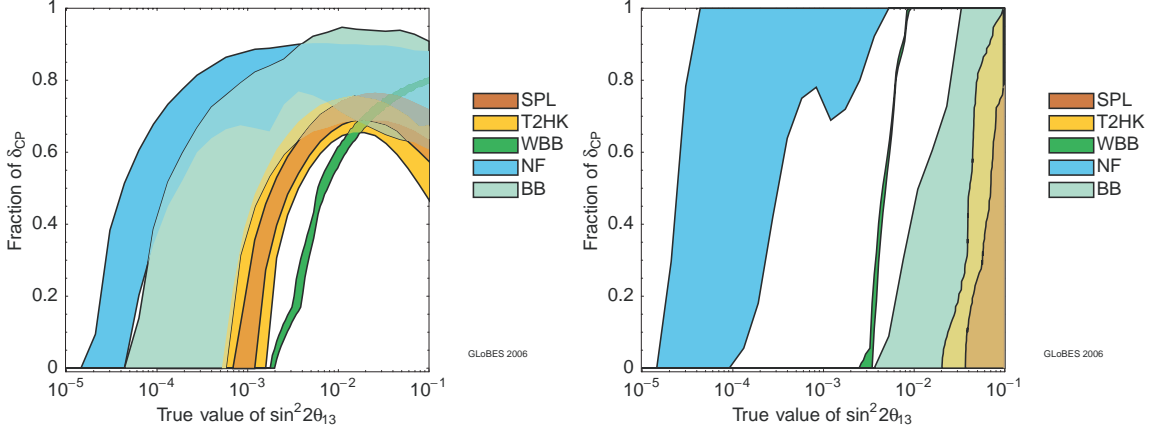 Fraction of δCP
1
0.8
0.6
0.4
0.2
0
10−5
10−4
10−3
10−2
10−1
True value of sin²2θ13
SPL
T2HK
WBB
NF
BB
GLoBES 2006
Fraction of δCP
1
0.8
0.6
0.4
0.2
0
10−5
10−4
10−3
10−2
10−1
True value of sin²2θ13
SPL
T2HK
WBB
NF
BB
GLoBES 2006